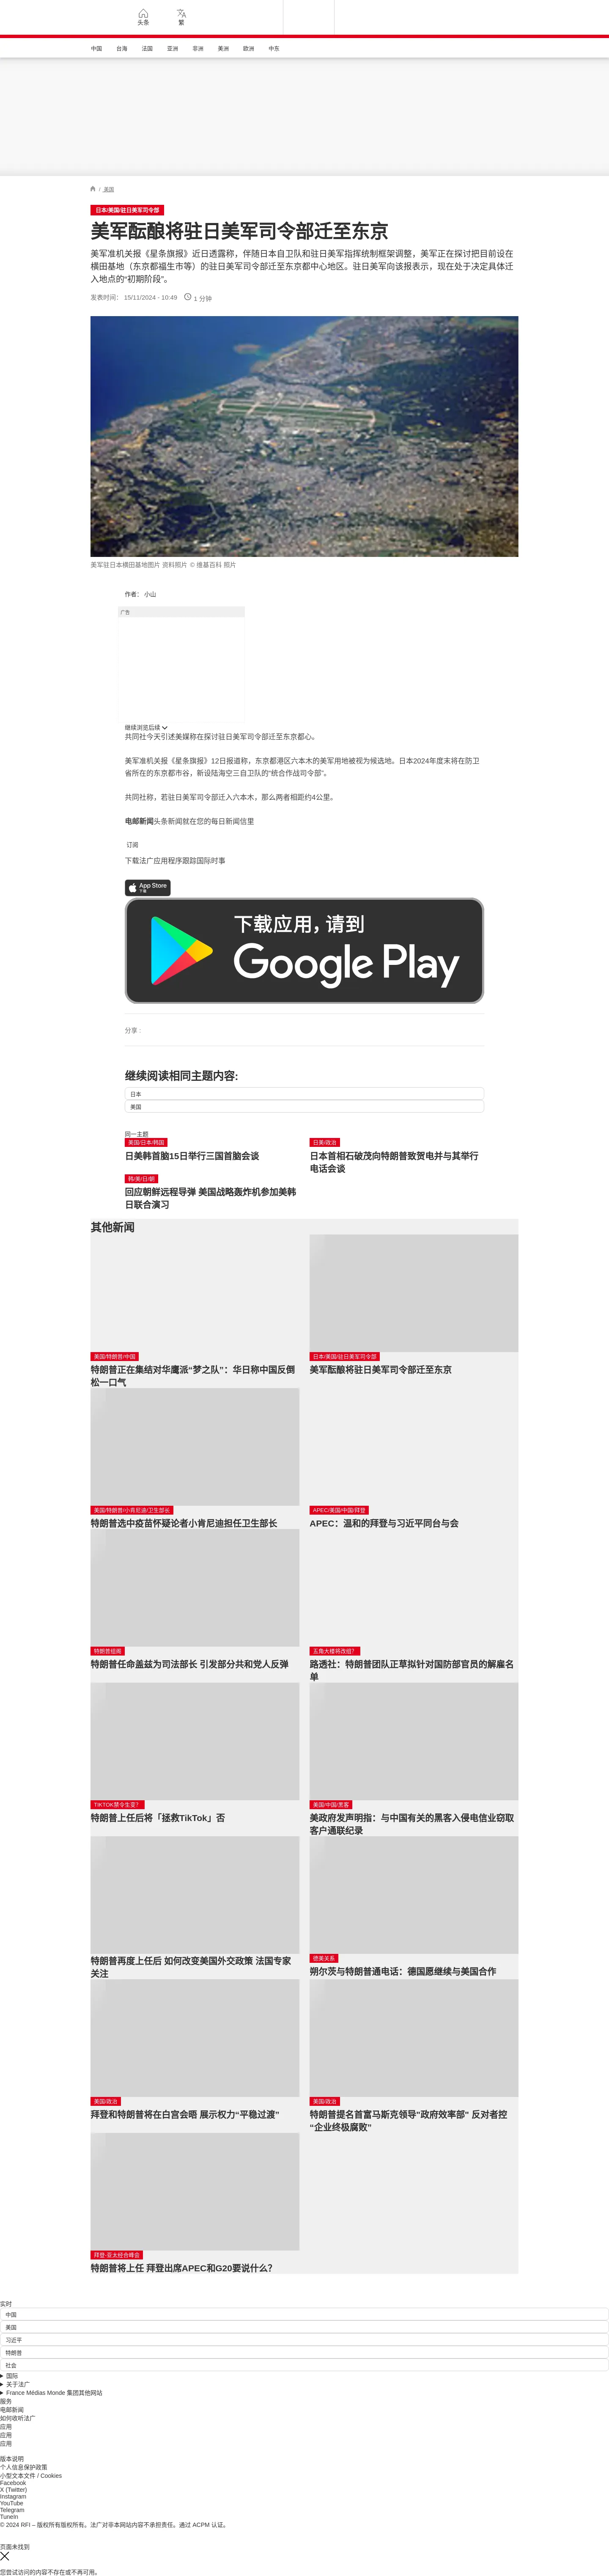 头条
繁
中国 台海 法国 亚洲 非洲 美洲 欧洲 中东
/ 美国
日本/美国/驻日美军司令部
美军酝酿将驻日美军司令部迁至东京
美军准机关报《星条旗报》近日透露称，伴随日本自卫队和驻日美军指挥统制框架调整，美军正在探讨把目前设在
横田基地（东京都福生市等）的驻日美军司令部迁至东京都中心地区。驻日美军向该报表示，现在处于决定具体迁
入地点的“初期阶段”。
发表时间： 15/11/2024 - 10:49 1 分钟
美军驻日本横田基地图片 资料照片 © 维基百科 照片
作者： 小山
广告
继续浏览后续
共同社今天引述美媒称在探讨驻日美军司令部迁至东京都心。
美军准机关报《星条旗报》12日报道称，东京都港区六本木的美军用地被视为候选地。日本2024年度末将在防卫
省所在的东京都市谷，新设陆海空三自卫队的“统合作战司令部”。
共同社称，若驻日美军司令部迁入六本木，那么两者相距约4公里。
电邮新闻头条新闻就在您的每日新闻信里
订阅
下载法广应用程序跟踪国际时事
App Store
下载
下载应用，请到
Google Play
分享 :
继续阅读相同主题内容:
日本
美国
同一主题
美国/日本/韩国
日美韩首脑15日举行三国首脑会谈
日美/政治
日本首相石破茂向特朗普致贺电并与其举行
电话会谈
韩/美/日/朝
回应朝鲜远程导弹 美国战略轰炸机参加美韩
日联合演习
其他新闻
美国/特朗普/中国
特朗普正在集结对华鹰派“梦之队”：华日称中国反倒
松一口气
日本/美国/驻日美军司令部
美军酝酿将驻日美军司令部迁至东京
美国/特朗普/小肯尼迪/卫生部长
特朗普选中疫苗怀疑论者小肯尼迪担任卫生部长
APEC/美国/中国/拜登
APEC：温和的拜登与习近平同台与会
特朗普组阁
特朗普任命盖兹为司法部长 引发部分共和党人反弹
五角大楼将改组？
路透社：特朗普团队正草拟针对国防部官员的解雇名
单
TIKTOK禁令生变？
特朗普上任后将「拯救TikTok」否
美国/中国/黑客
美政府发声明指：与中国有关的黑客入侵电信业窃取
客户通联纪录
特朗普再度上任后 如何改变美国外交政策 法国专家
关注
德美关系
朔尔茨与特朗普通电话：德国愿继续与美国合作
美国/政治
拜登和特朗普将在白宫会晤 展示权力“平稳过渡”
美国/政治
特朗普提名首富马斯克领导"政府效率部" 反对者控
“企业终极腐败”
拜登-亚太经合峰会
特朗普将上任 拜登出席APEC和G20要说什么？
实时
中国
美国
习近平
特朗普
社会
国际
关于法广
France Médias Monde 集团其他网站
服务
电邮新闻
如何收听法广
应用
应用
应用
版本说明
个人信息保护政策
小型文本文件 / Cookies
Facebook
X (Twitter)
Instagram
YouTube
Telegram
TuneIn
© 2024 RFI – 版权所有版权所有。法广对非本网站内容不承担责任。通过 ACPM 认证。
页面未找到
您尝试访问的内容不存在或不再可用。